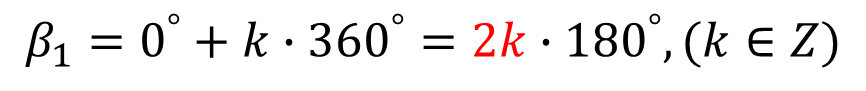 β₁ = 0° + k · 360° = 2k · 180°, (k ∈ Z)